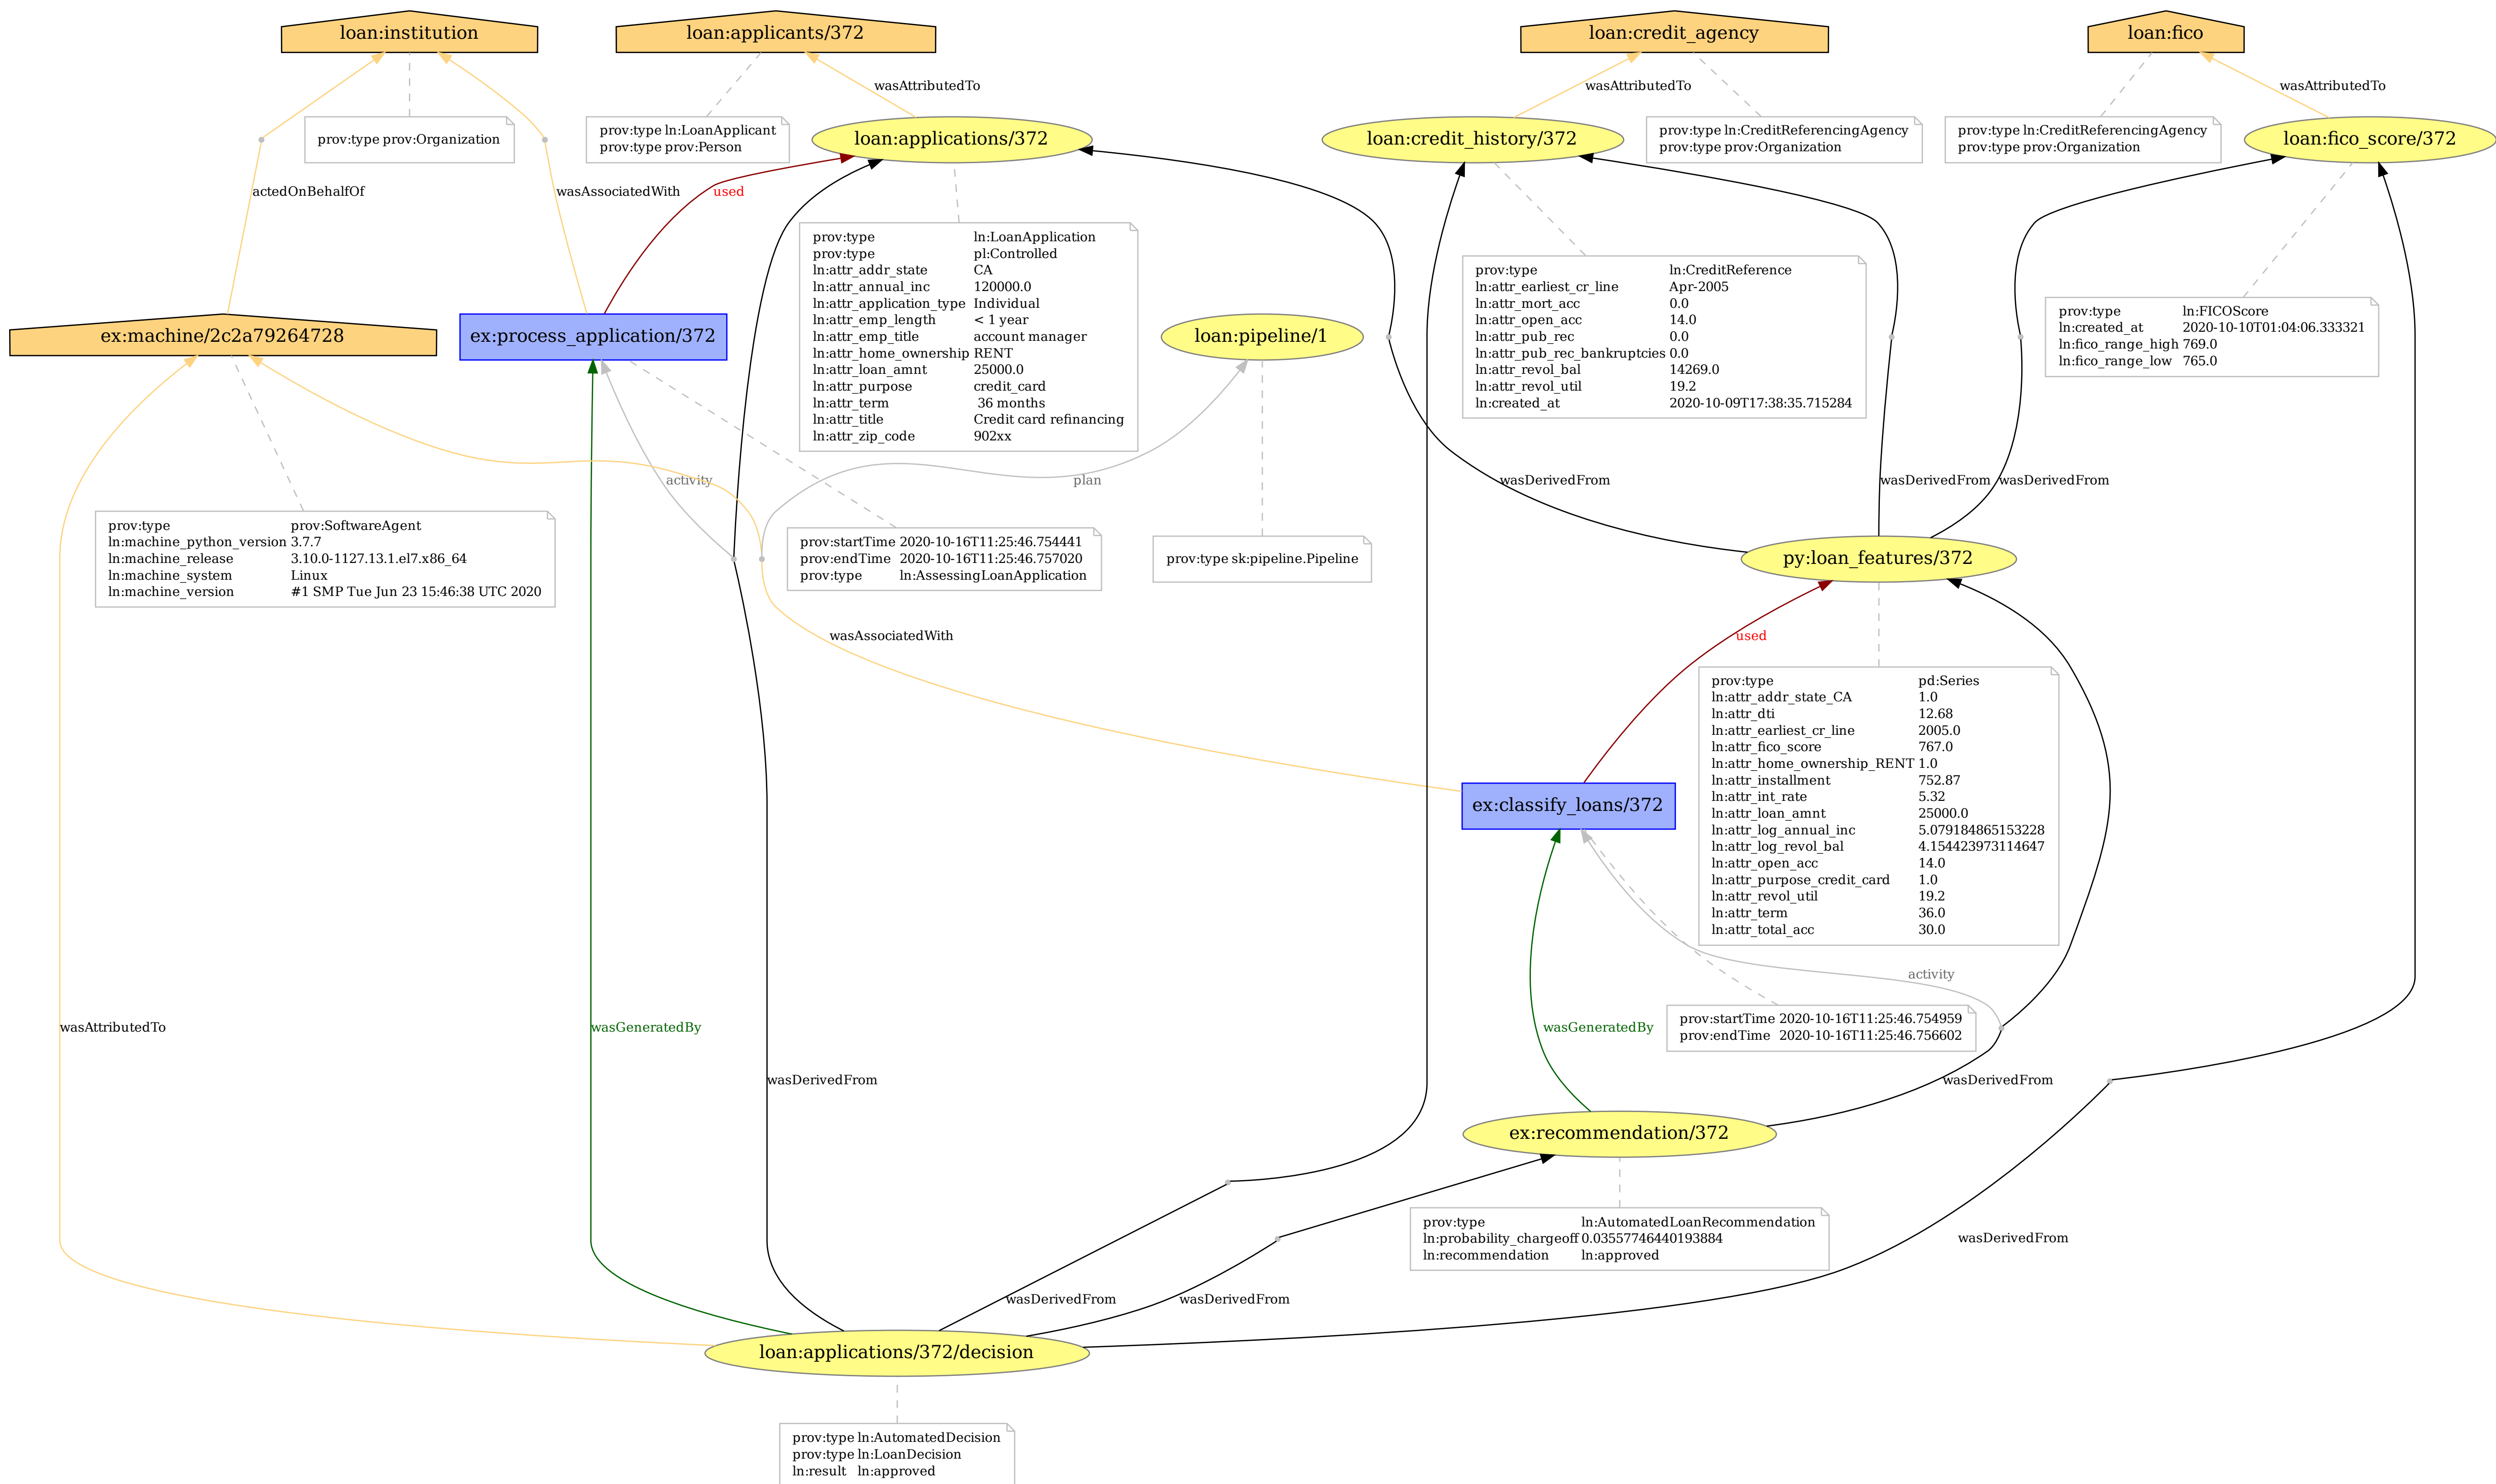 loan:institution
loan:applicants/372
loan:credit_agency
loan:fico
wasAttributedTo
wasAttributedTo
wasAttributedTo
prov:type prov:Organization
prov:type ln:LoanApplicant
prov:type prov:Person
loan:applications/372
loan:credit_history/372
prov:type ln:CreditReferencingAgency
prov:type prov:Organization
prov:type ln:CreditReferencingAgency
prov:type prov:Organization
loan:fico_score/372
actedOnBehalfOf
wasAssociatedWith
used
prov:type ln:LoanApplication
prov:type pl:Controlled
ln:attr_addr_state CA
ln:attr_annual_inc 120000.0
ln:attr_application_type Individual
ln:attr_emp_length < 1 year
ln:attr_emp_title account manager
ln:attr_home_ownership RENT
ln:attr_loan_amnt 25000.0
ln:attr_purpose credit_card
ln:attr_term 36 months
ln:attr_title Credit card refinancing
ln:attr_zip_code 902xx
prov:type ln:CreditReference
ln:attr_earliest_cr_line Apr-2005
ln:attr_mort_acc 0.0
ln:attr_open_acc 14.0
ln:attr_pub_rec 0.0
ln:attr_pub_rec_bankruptcies 0.0
ln:attr_revol_bal 14269.0
ln:attr_revol_util 19.2
ln:created_at 2020-10-09T17:38:35.715284
prov:type ln:FICOScore
ln:created_at 2020-10-10T01:04:06.333321
ln:fico_range_high 769.0
ln:fico_range_low 765.0
ex:machine/2c2a79264728
ex:process_application/372
loan:pipeline/1
activity
plan
wasDerivedFrom
wasDerivedFrom
wasDerivedFrom
prov:type prov:SoftwareAgent
ln:machine_python_version 3.7.7
ln:machine_release 3.10.0-1127.13.1.el7.x86_64
ln:machine_system Linux
ln:machine_version #1 SMP Tue Jun 23 15:46:38 UTC 2020
prov:startTime 2020-10-16T11:25:46.754441
prov:endTime 2020-10-16T11:25:46.757020
prov:type ln:AssessingLoanApplication
prov:type sk:pipeline.Pipeline
py:loan_features/372
wasAssociatedWith
used
prov:type pd:Series
ln:attr_addr_state_CA 1.0
ln:attr_dti 12.68
ln:attr_earliest_cr_line 2005.0
ln:attr_fico_score 767.0
ln:attr_home_ownership_RENT 1.0
ln:attr_installment 752.87
ln:attr_int_rate 5.32
ln:attr_loan_amnt 25000.0
ln:attr_log_annual_inc 5.079184865153228
ln:attr_log_revol_bal 4.154423973114647
ln:attr_open_acc 14.0
ln:attr_purpose_credit_card 1.0
ln:attr_revol_util 19.2
ln:attr_term 36.0
ln:attr_total_acc 30.0
ex:classify_loans/372
activity
wasAttributedTo
wasGeneratedBy
wasGeneratedBy
prov:startTime 2020-10-16T11:25:46.754959
prov:endTime 2020-10-16T11:25:46.756602
wasDerivedFrom
wasDerivedFrom
ex:recommendation/372
prov:type ln:AutomatedLoanRecommendation
ln:probability_chargeoff 0.03557746440193884
ln:recommendation ln:approved
wasDerivedFrom
wasDerivedFrom
wasDerivedFrom
loan:applications/372/decision
prov:type ln:AutomatedDecision
prov:type ln:LoanDecision
ln:result ln:approved